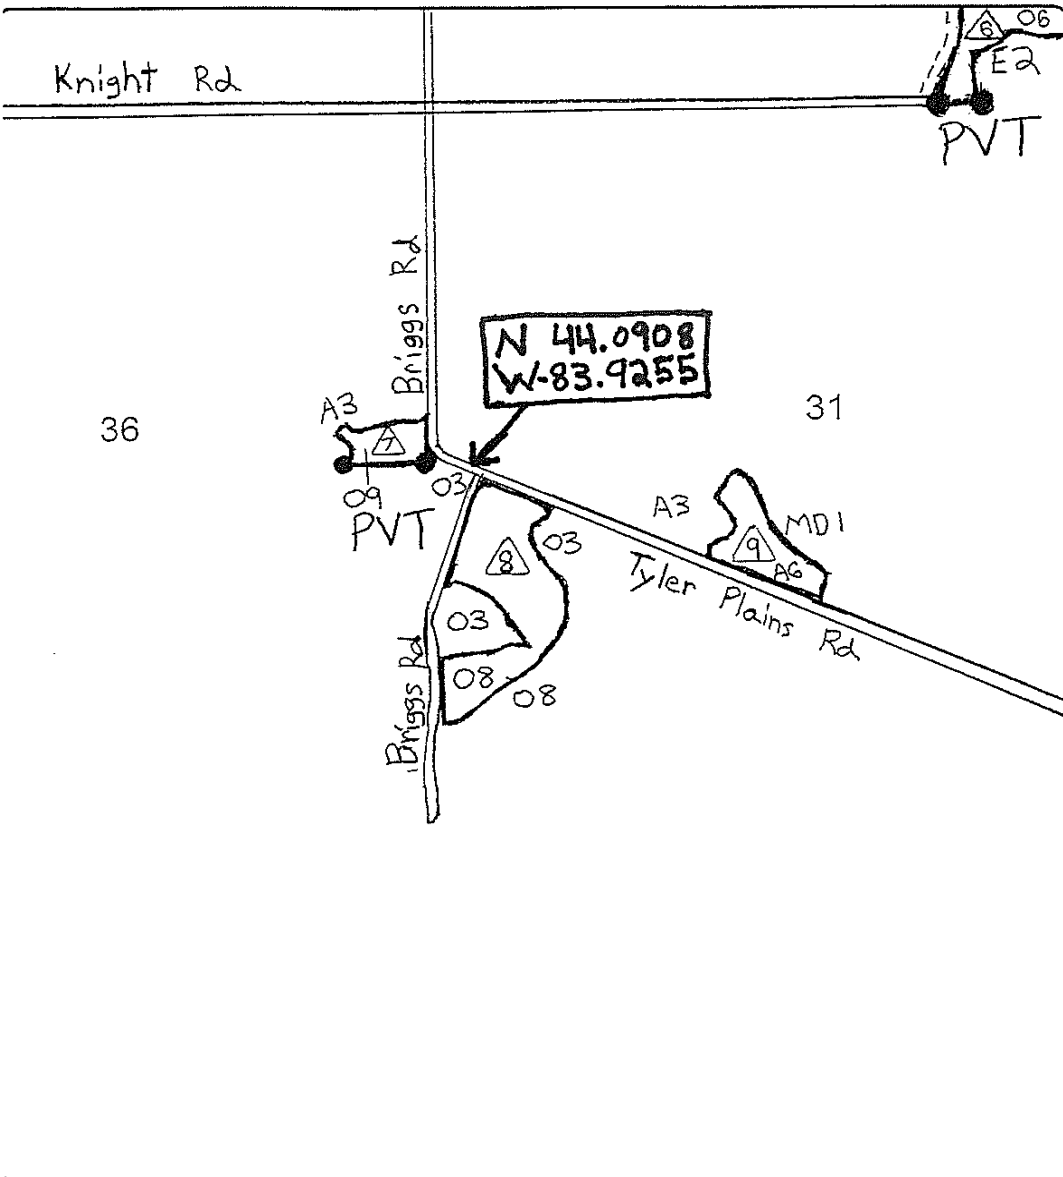 6 06
E2
Knight Rd
PVT
Briggs Rd
N 44.0908
W-83.9255
A3
36
31
7
03
09
PVT
A3
MD1
9
A6
03
8
Tyler Plains Rd
03
Briggs Rd
08
08